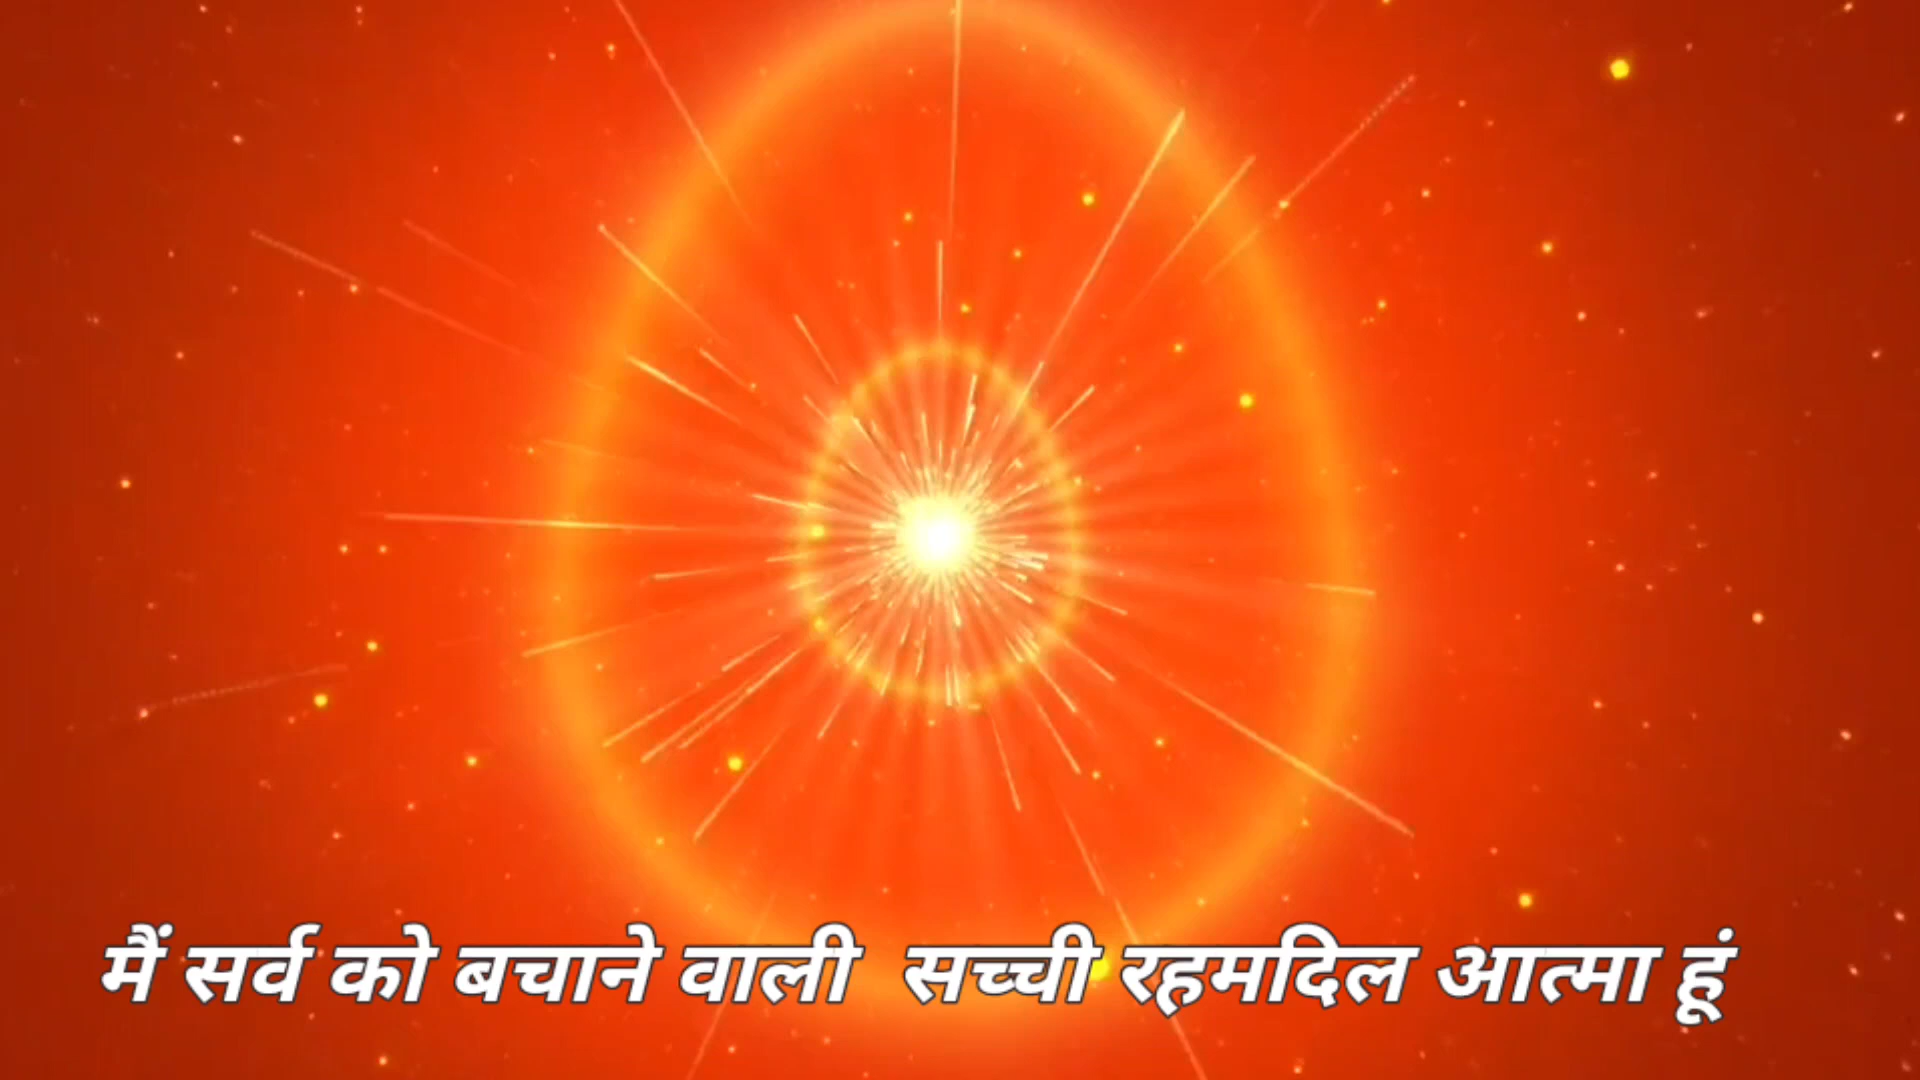 मैं सर्व को बचाने वाली सच्ची रहमदिल आत्मा हूं